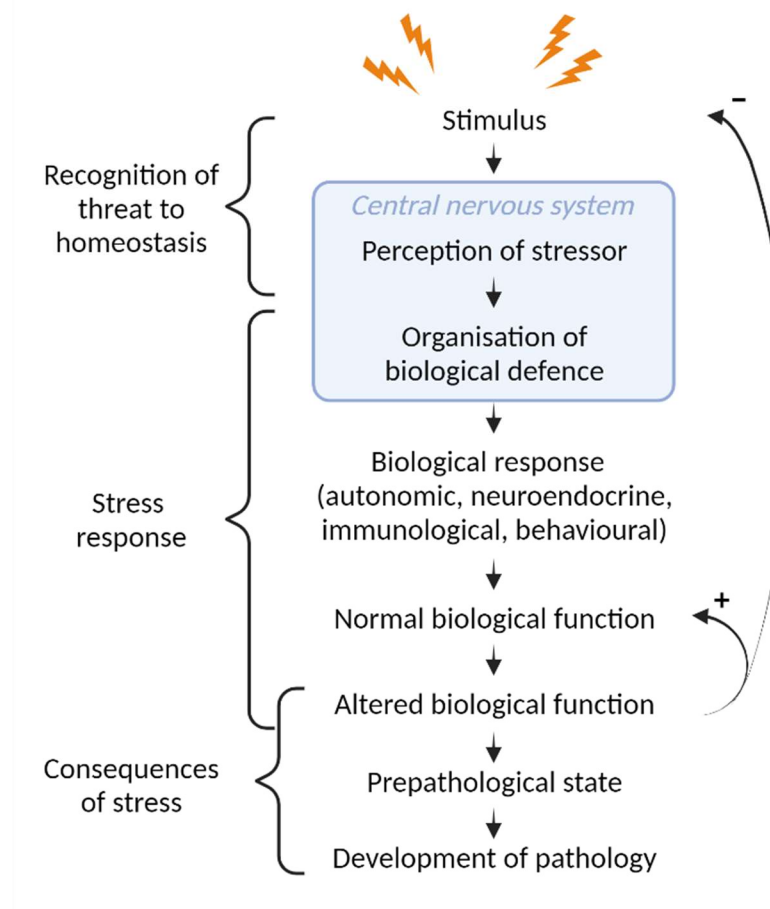 Stimulus
−
Recognition of
threat to
homeostasis
Central nervous system
Perception of stressor
Organisation of
biological defence
Biological response
(autonomic, neuroendocrine,
immunological, behavioural)
Stress
response
+
Normal biological function
Altered biological function
Consequences
of stress
Prepathological state
Development of pathology